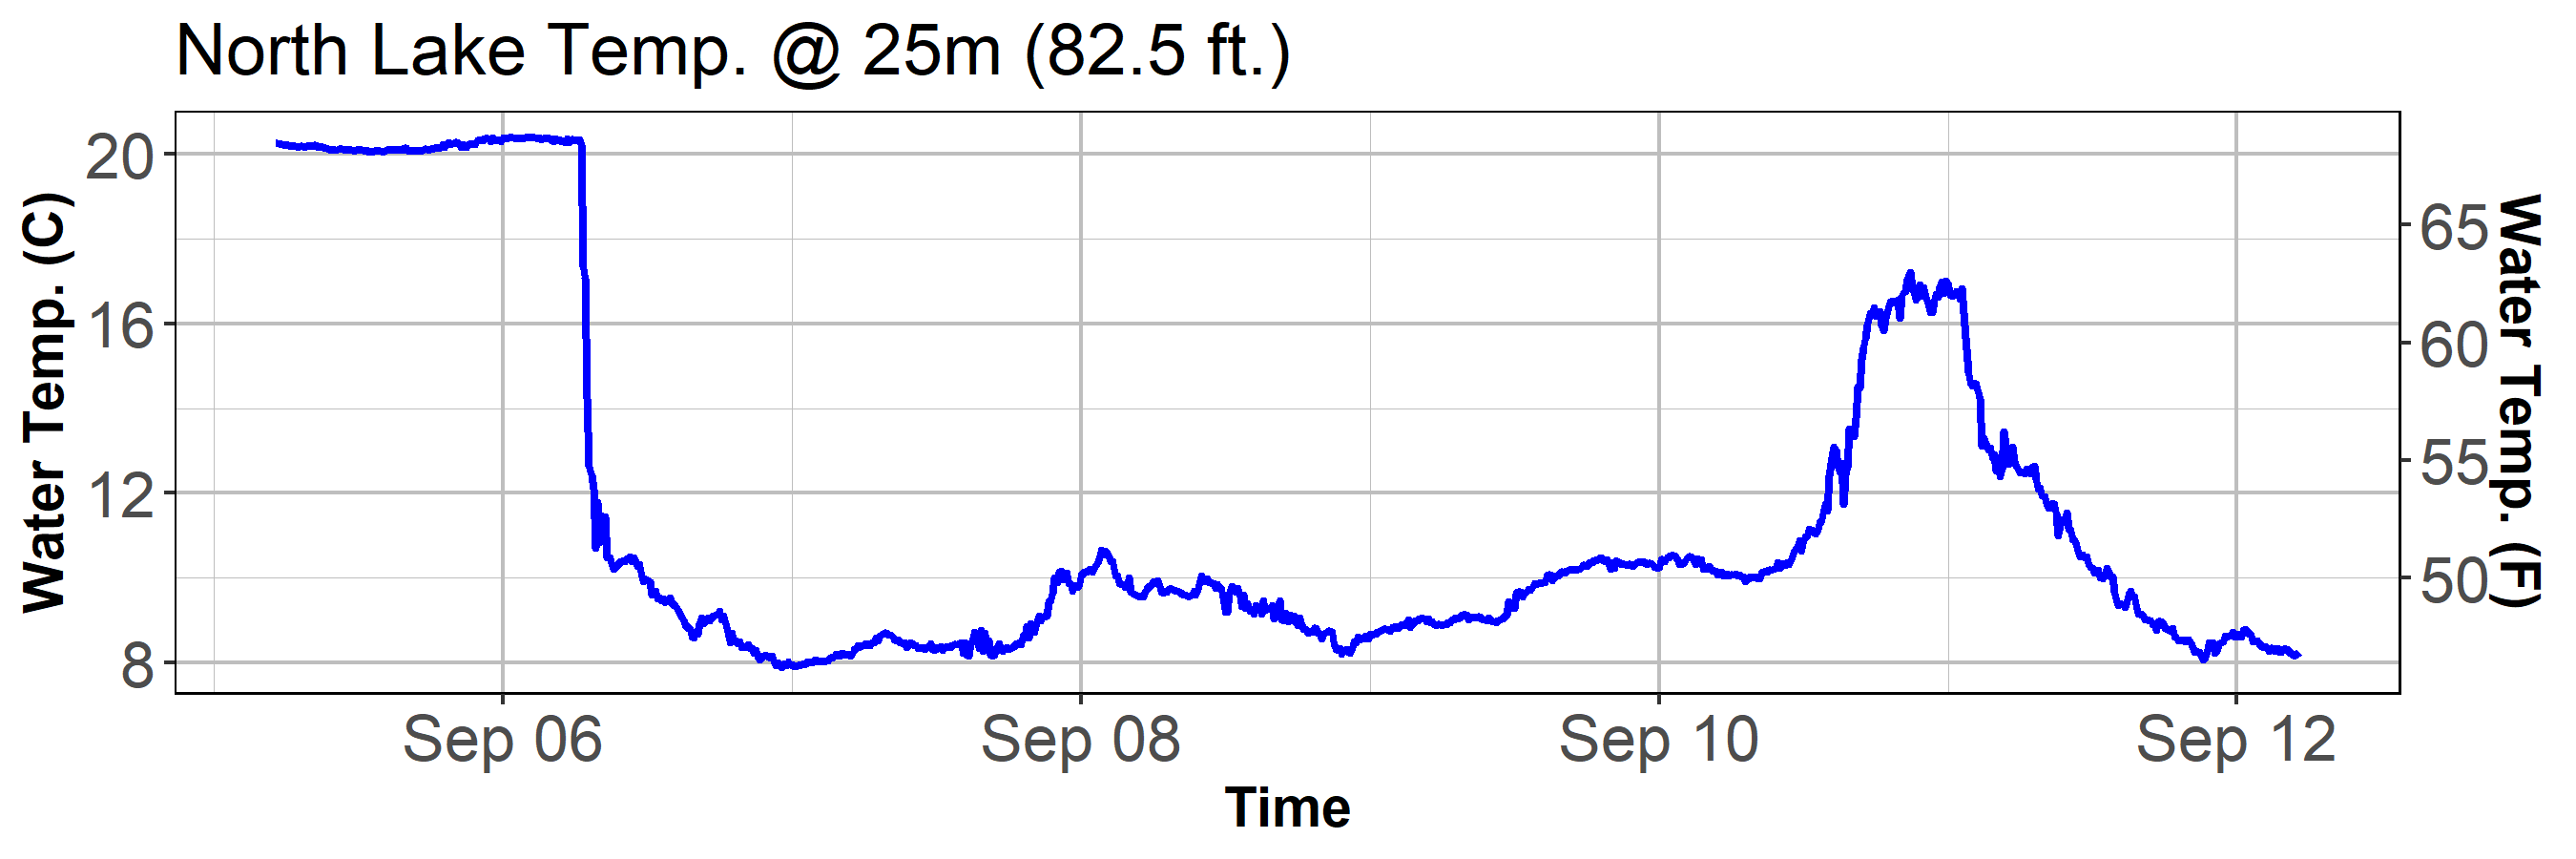 North Lake Temp. @ 25m (82.5 ft.)
Water Temp. (C)
20
16
12
8
65
60
55
50
Water Temp. (F)
Sep 06
Sep 08
Sep 10
Sep 12
Time